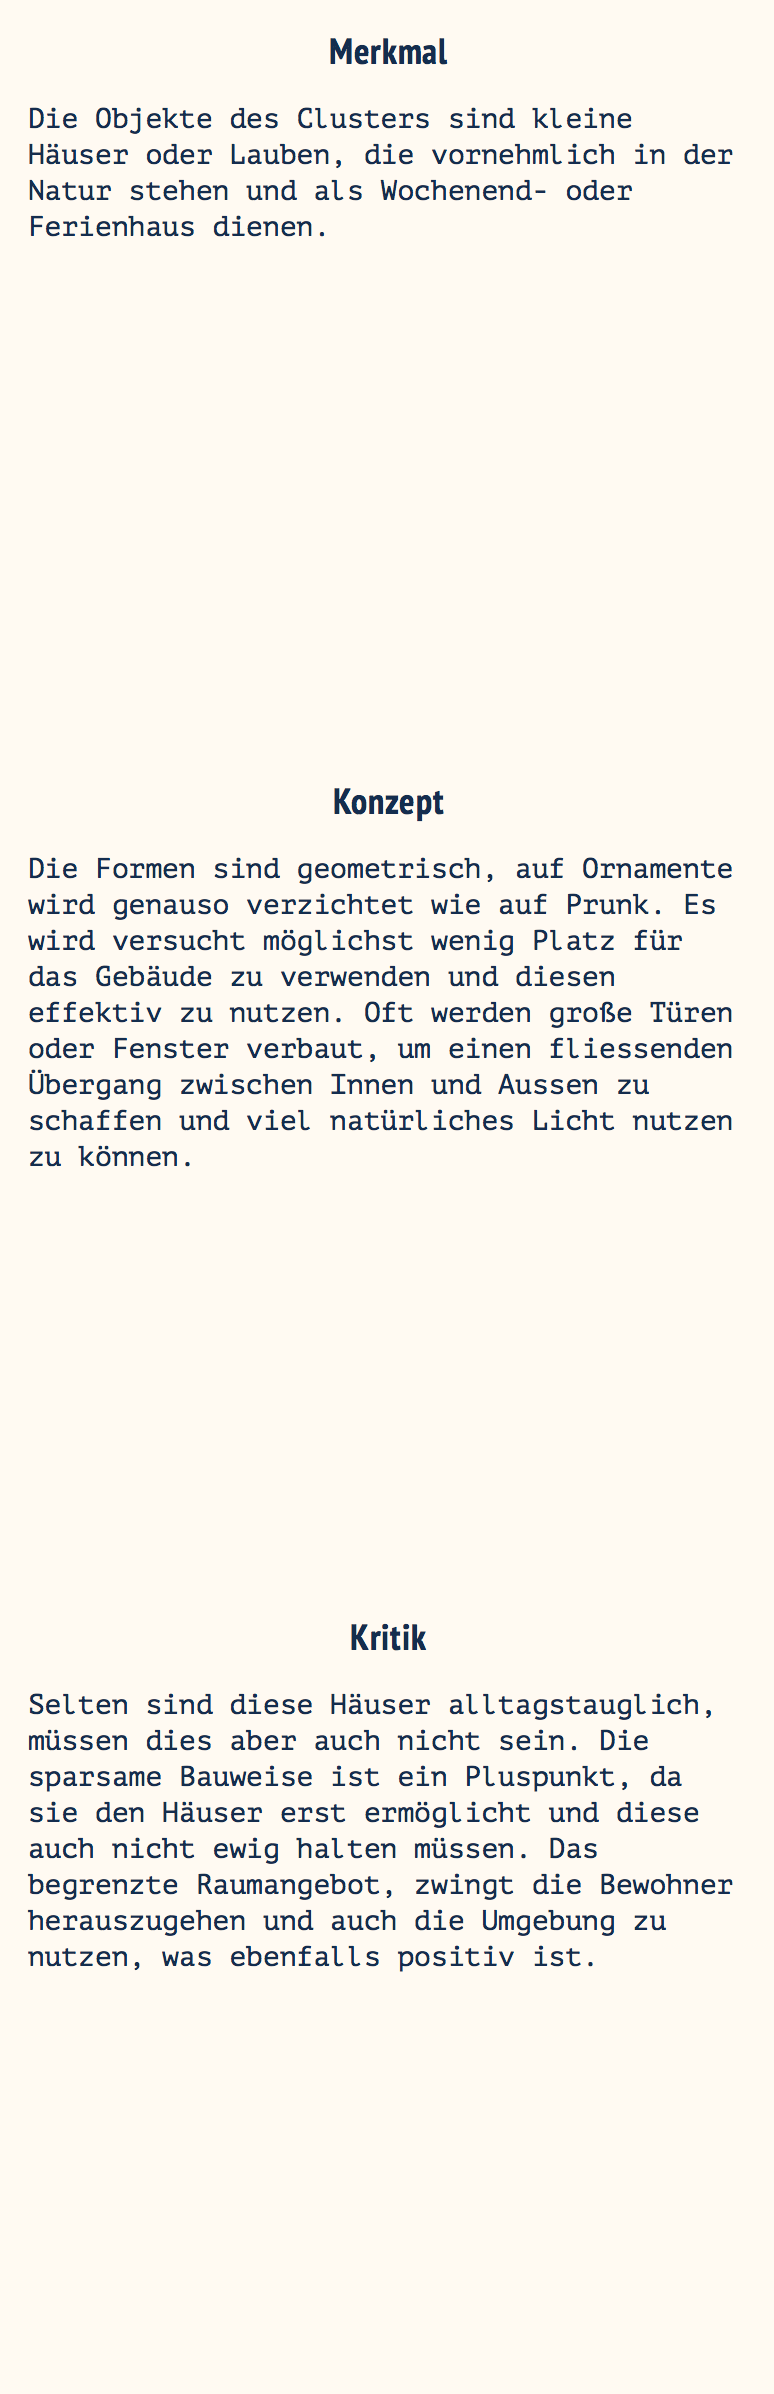 Merkmal
Die Objekte des Clusters sind kleine
Häuser oder Lauben, die vornehmlich in der
Natur stehen und als Wochenend- oder
Ferienhaus dienen.
Konzept
Die Formen sind geometrisch, auf Ornamente
wird genauso verzichtet wie auf Prunk. Es
wird versucht möglichst wenig Platz für
das Gebäude zu verwenden und diesen
effektiv zu nutzen. Oft werden große Türen
oder Fenster verbaut, um einen fliessenden
Übergang zwischen Innen und Aussen zu
schaffen und viel natürliches Licht nutzen
zu können.
Kritik
Selten sind diese Häuser alltagstauglich,
müssen dies aber auch nicht sein. Die
sparsame Bauweise ist ein Pluspunkt, da
sie den Häuser erst ermöglicht und diese
auch nicht ewig halten müssen. Das
begrenzte Raumangebot, zwingt die Bewohner
herauszugehen und auch die Umgebung zu
nutzen, was ebenfalls positiv ist.